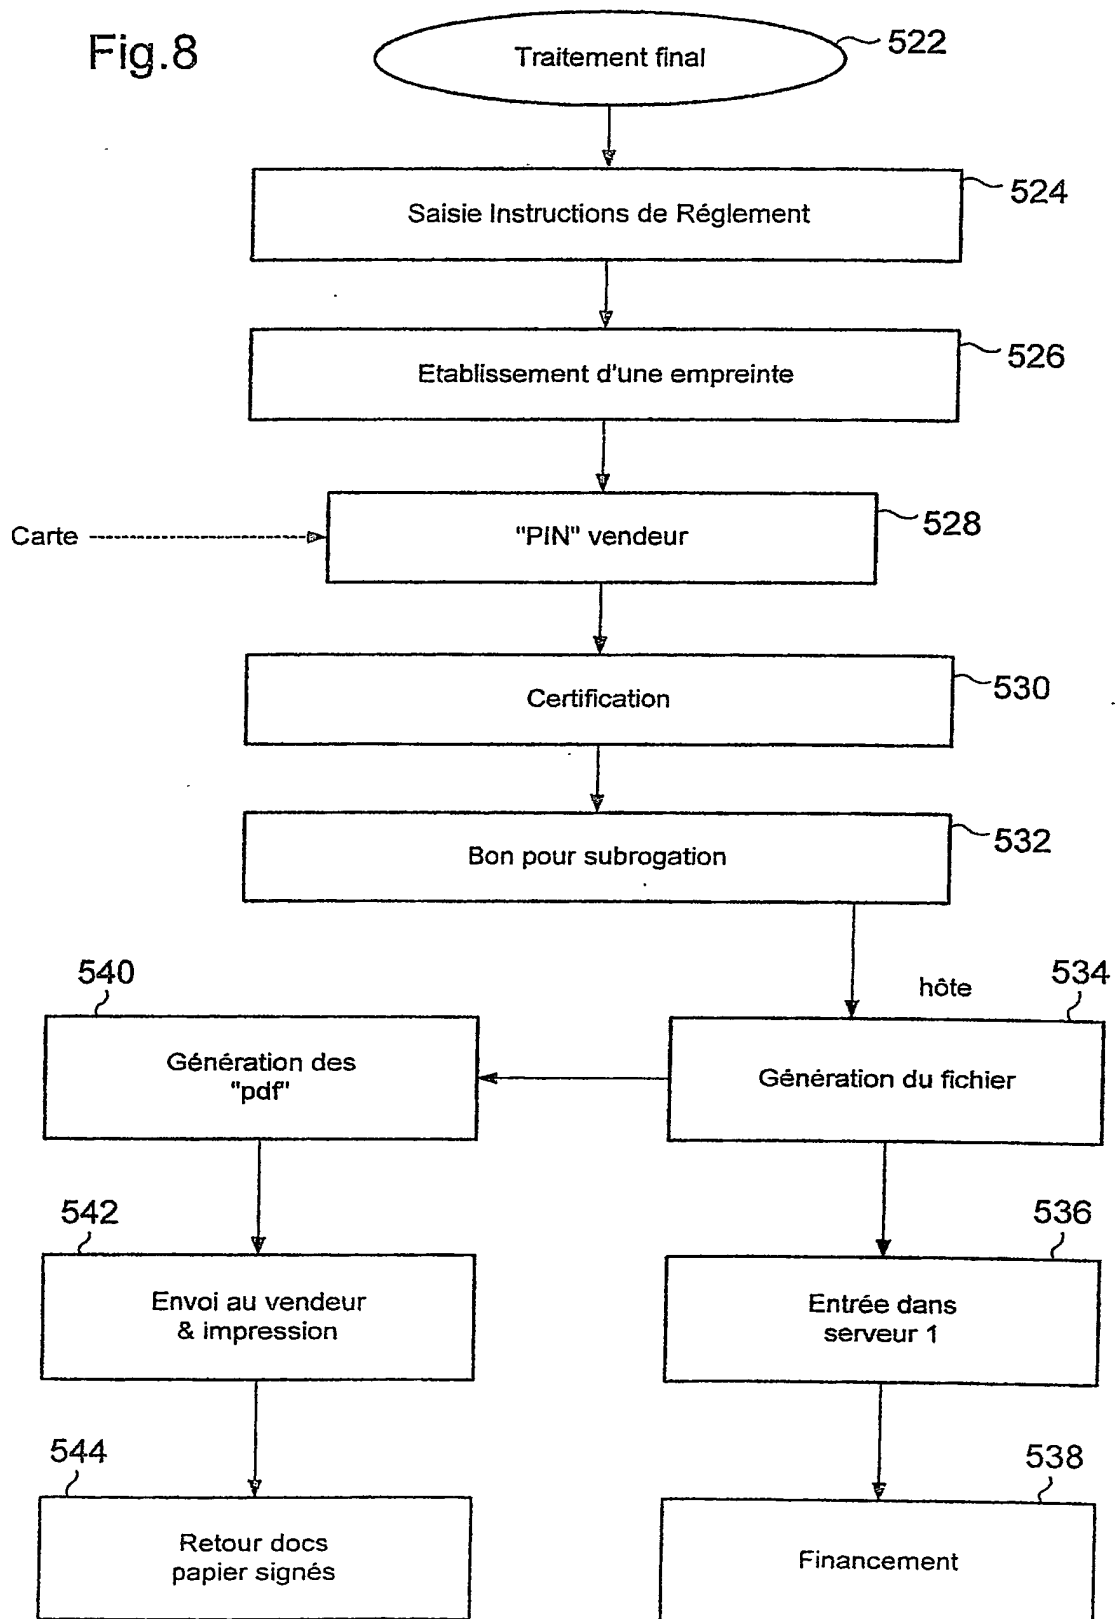 Fig.8
Traitement final
522
Saisie Instructions de Réglement
524
Etablissement d'une empreinte
526
Carte
"PIN" vendeur
528
Certification
530
Bon pour subrogation
532
540
hôte
534
Génération des
"pdf"
Génération du fichier
542
536
Envoi au vendeur
& impression
Entrée dans
serveur 1
544
538
Retour docs
papier signés
Financement